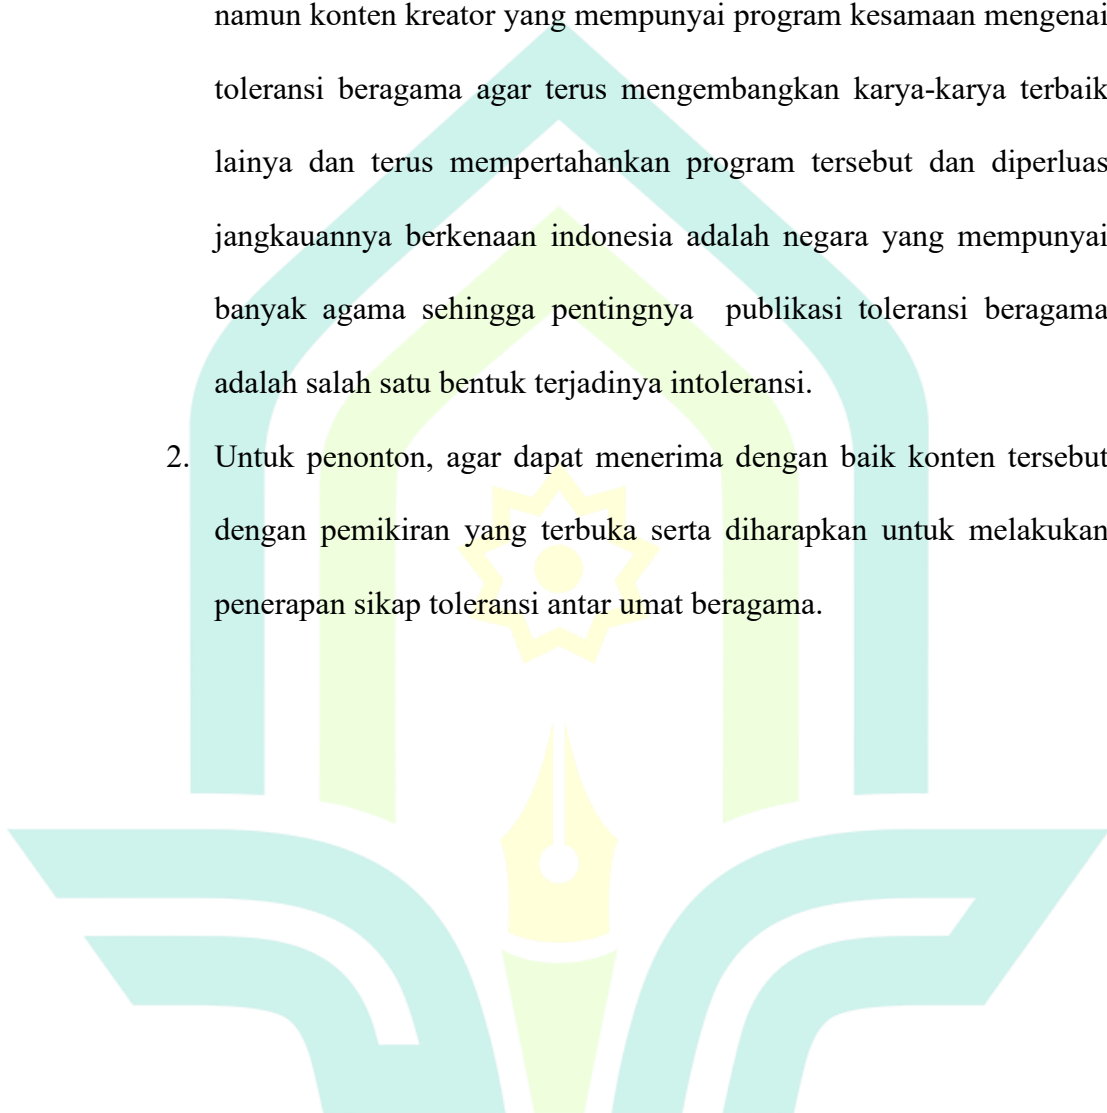 namun konten kreator yang mempunyai program kesamaan mengenai
toleransi beragama agar terus mengembangkan karya-karya terbaik
lainya dan terus mempertahankan program tersebut dan diperluas
jangkauannya berkenaan indonesia adalah negara yang mempunyai
banyak agama sehingga pentingnya publikasi toleransi beragama
adalah salah satu bentuk terjadinya intoleransi.
2. Untuk penonton, agar dapat menerima dengan baik konten tersebut
dengan pemikiran yang terbuka serta diharapkan untuk melakukan
penerapan sikap toleransi antar umat beragama.